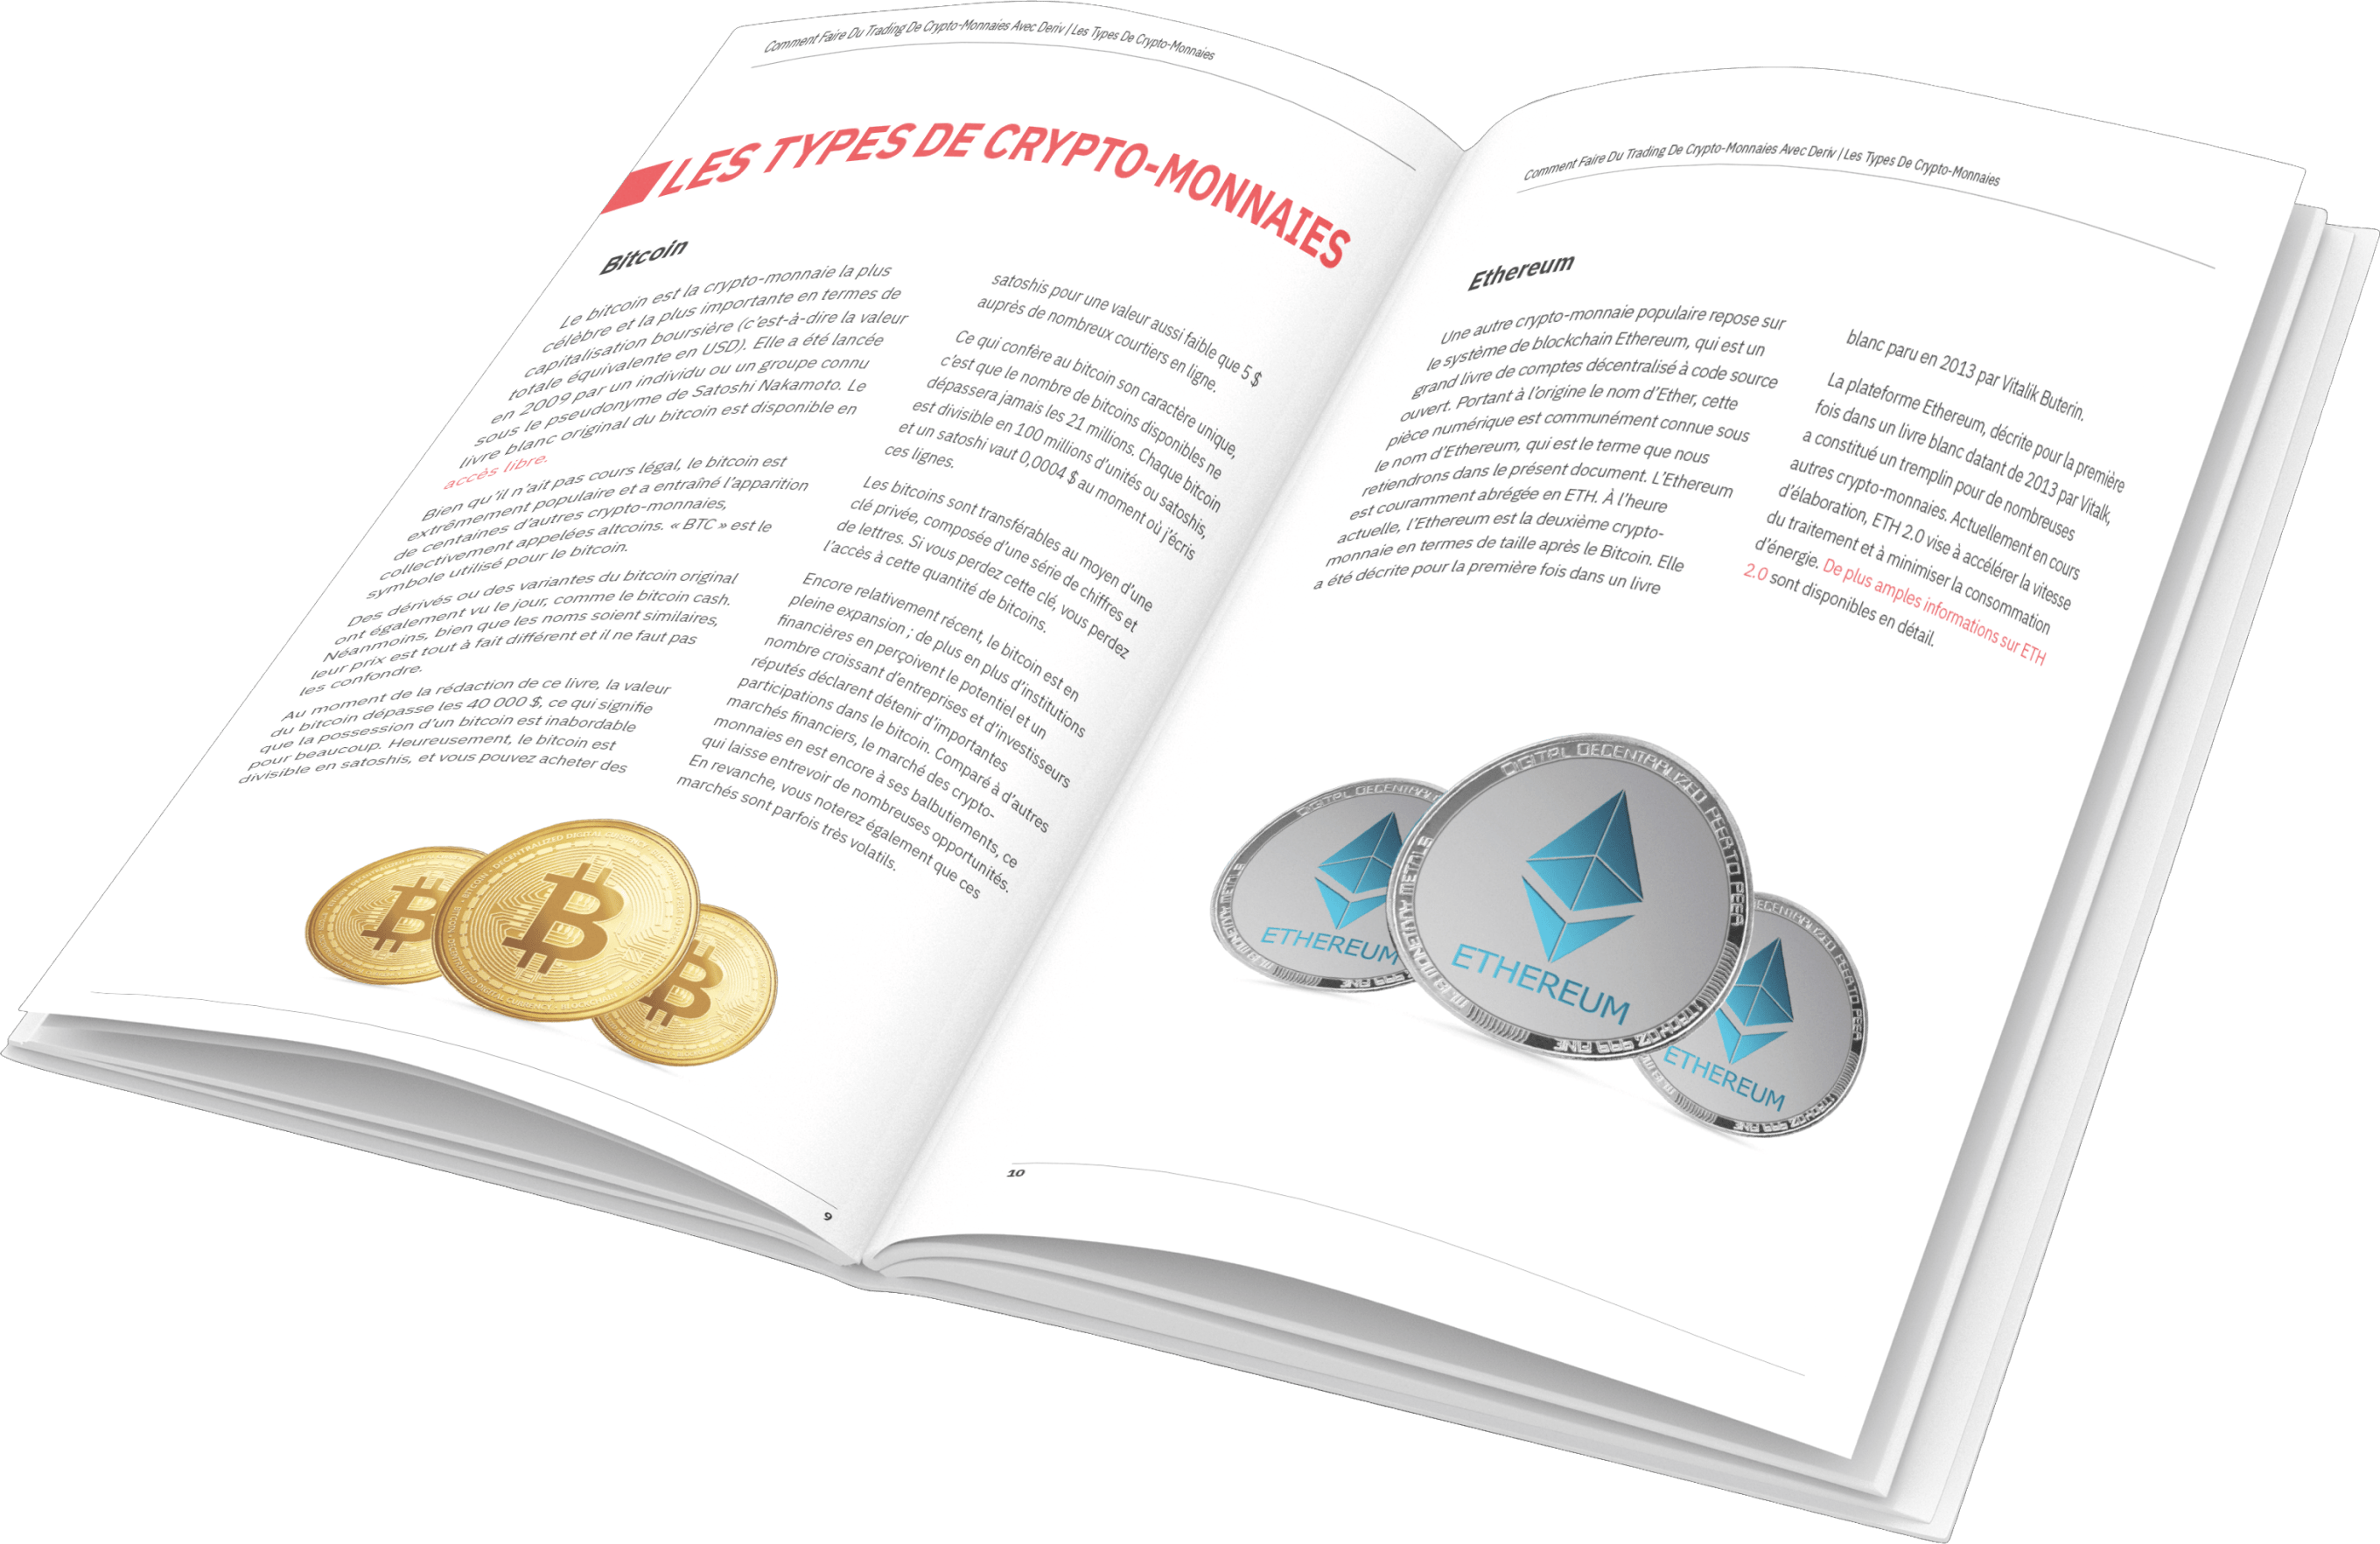 Comment Faire Du Trading De Crypto-Monnaies Avec Deriv | Les Types De Crypto-Monnaies
LES TYPES DE CRYPTO-MONNAIES
Bitcoin
Le bitcoin est la crypto-monnaie la plus
célèbre et la plus importante en termes de
capitalisation boursière (c'est-à-dire la valeur
totale équivalente en USD). Elle a été lancée
en 2009 par un individu ou un groupe connu
sous le pseudonyme de Satoshi Nakamoto. Le
livre blanc original du bitcoin est disponible en
accès libre.
Bien qu'il n'ait pas cours légal, le bitcoin est
extrêmement populaire et a entraîné l'apparition
de centaines d'autres crypto-monnaies,
collectivement appelées altcoins. « BTC » est le
symbole utilisé pour le bitcoin.
Des dérivés ou des variantes du bitcoin original
ont également vu le jour, comme le bitcoin cash.
Néanmoins, bien que les noms soient similaires,
leur prix est tout à fait différent et il ne faut pas
les confondre.
Au moment de la rédaction de ce livre, la valeur
du bitcoin dépasse les 40 000 $, ce qui signifie
que la possession d'un bitcoin est inabordable
pour beaucoup. Heureusement, le bitcoin est
divisible en satoshis, et vous pouvez acheter des
satoshis pour une valeur aussi faible que 5 $
auprès de nombreux courtiers en ligne.
Ce qui confère au bitcoin son caractère unique,
c'est que le nombre de bitcoins disponibles ne
dépassera jamais les 21 millions. Chaque bitcoin
est divisible en 100 millions d'unités ou satoshis,
et un satoshi vaut 0,0004 $ au moment où j'écris
ces lignes.
Les bitcoins sont transférables au moyen d'une
clé privée, composée d'une série de chiffres et
de lettres. Si vous perdez cette clé, vous perdez
l'accès à cette quantité de bitcoins.
Encore relativement récent, le bitcoin est en
pleine expansion ; de plus en plus d'institutions
financières en perçoivent le potentiel et un
nombre croissant d'entreprises et d'investisseurs
réputés déclarent détenir d'importantes
participations dans le bitcoin. Comparé à d'autres
marchés financiers, le marché des crypto-
monnaies en est encore à ses balbutiements, ce
qui laisse entrevoir de nombreuses opportunités.
En revanche, vous noterez également que ces
marchés sont parfois très volatils.
9
Comment Faire Du Trading De Crypto-Monnaies Avec Deriv | Les Types De Crypto-Monnaies
Ethereum
Une autre crypto-monnaie populaire repose sur
le système de blockchain Ethereum, qui est un
grand livre de comptes décentralisé à code source
ouvert. Portant à l'origine le nom d'Ether, cette
pièce numérique est communément connue sous
le nom d'Ethereum, qui est le terme que nous
retiendrons dans le présent document. L'Ethereum
est couramment abrégée en ETH. À l'heure
actuelle, l'Ethereum est la deuxième crypto-
monnaie en termes de taille après le Bitcoin. Elle
a été décrite pour la première fois dans un livre
blanc paru en 2013 par Vitalik Buterin.
La plateforme Ethereum, décrite pour la première
fois dans un livre blanc datant de 2013 par Vitalk,
a constitué un tremplin pour de nombreuses
autres crypto-monnaies. Actuellement en cours
d'élaboration, ETH 2.0 vise à accélérer la vitesse
du traitement et à minimiser la consommation
d'énergie. De plus amples informations sur ETH
2.0 sont disponibles en détail.
DIGITAL DECENTRALIZED PEER TO PEER
ETHEREUM
ETHEREUM
ETHEREUM
10